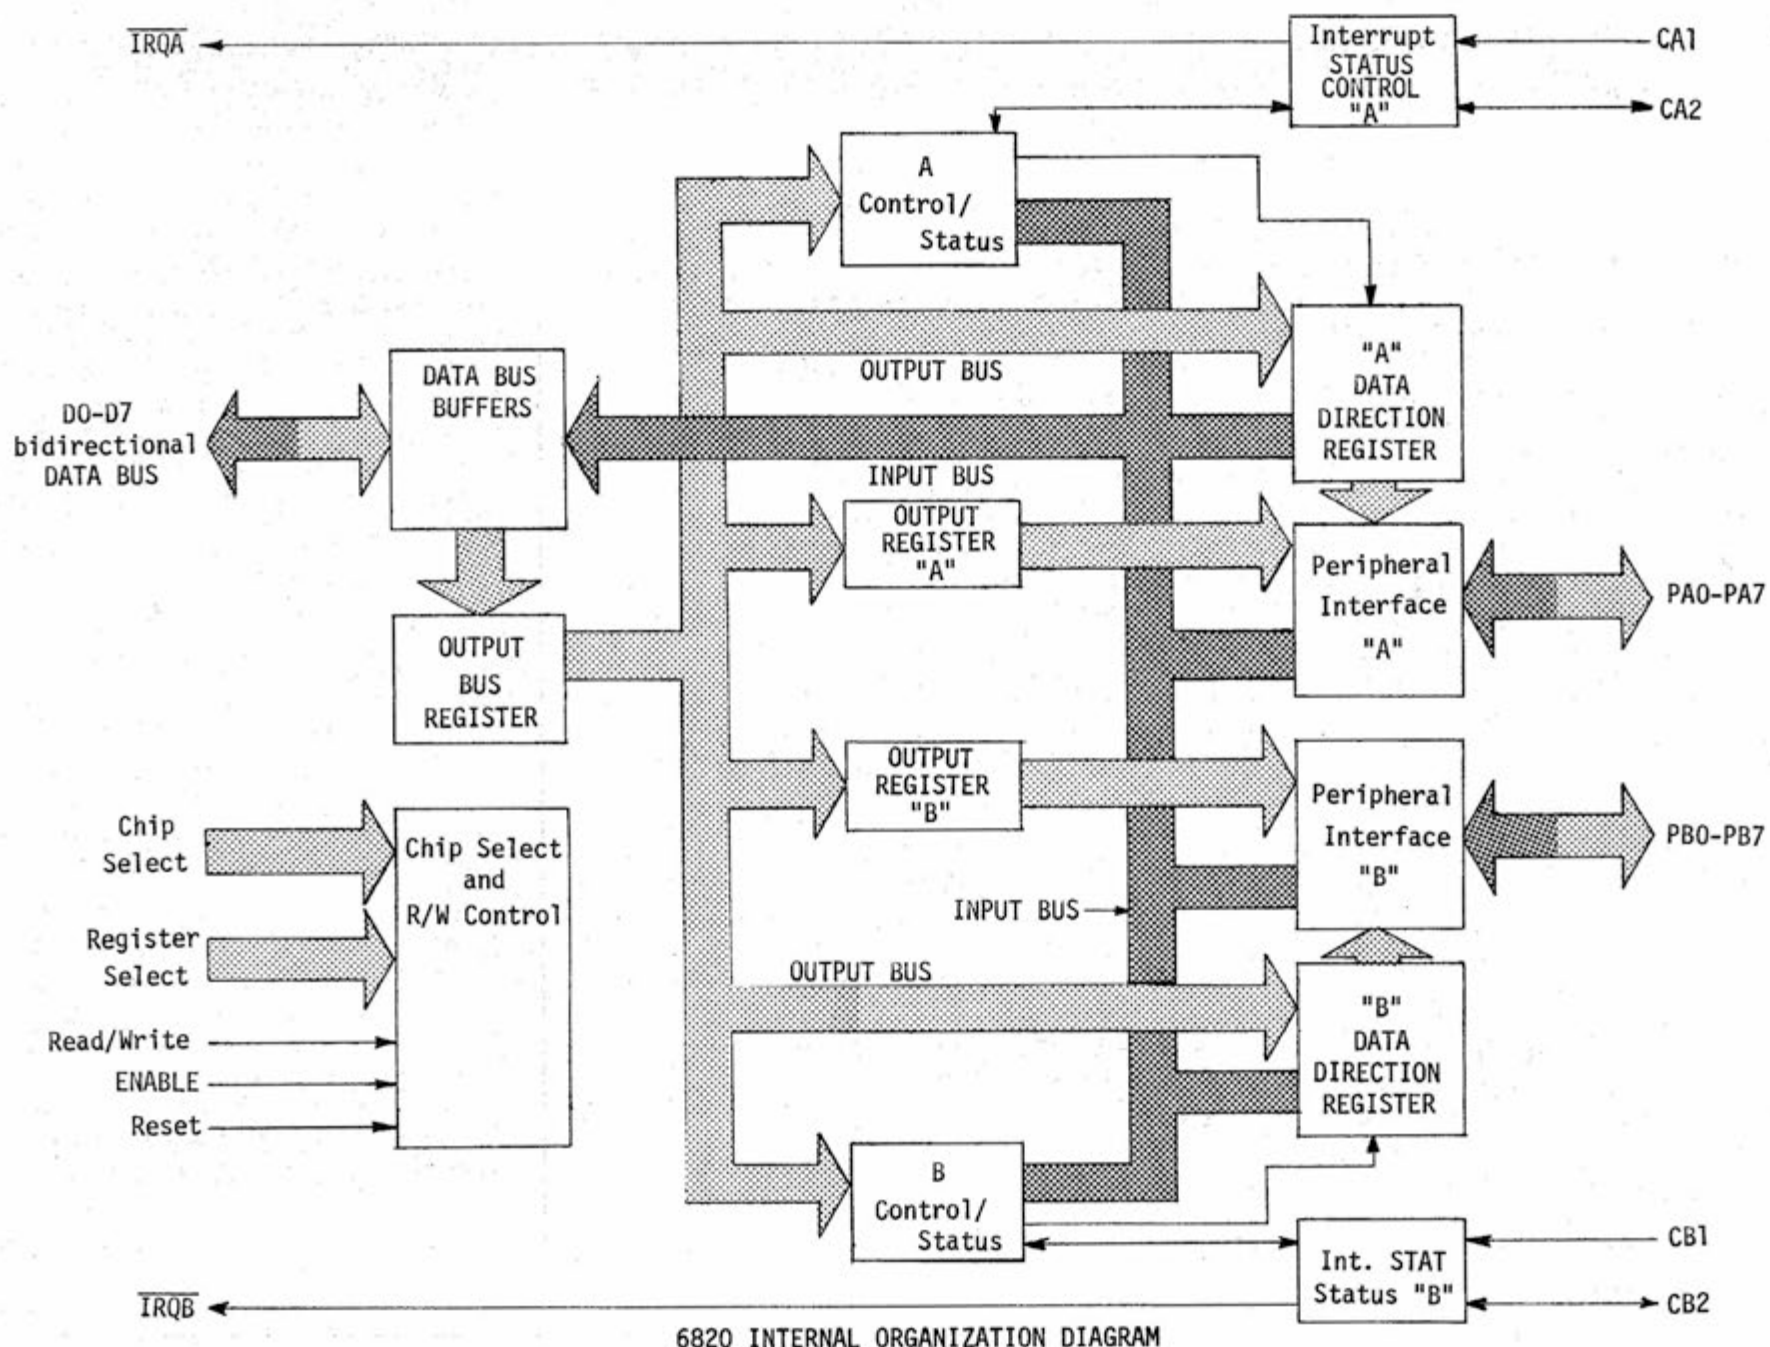 IRQA
Interrupt
STATUS
CONTROL
"A"
CA1
CA2
A
Control/
Status
OUTPUT BUS
"A"
DATA
DIRECTION
REGISTER
DATA BUS
BUFFERS
D0-D7
bidirectional
DATA BUS
INPUT BUS
OUTPUT
REGISTER
"A"
Peripheral
Interface
"A"
PA0-PA7
OUTPUT
BUS
REGISTER
OUTPUT
REGISTER
"B"
Peripheral
Interface
"B"
PB0-PB7
Chip
Select
Chip Select
and
R/W Control
Register
Select
Read/Write
ENABLE
Reset
INPUT BUS
OUTPUT BUS
"B"
DATA
DIRECTION
REGISTER
B
Control/
Status
Int. STAT
Status "B"
CB1
CB2
IRQB
6820 INTERNAL ORGANIZATION DIAGRAM